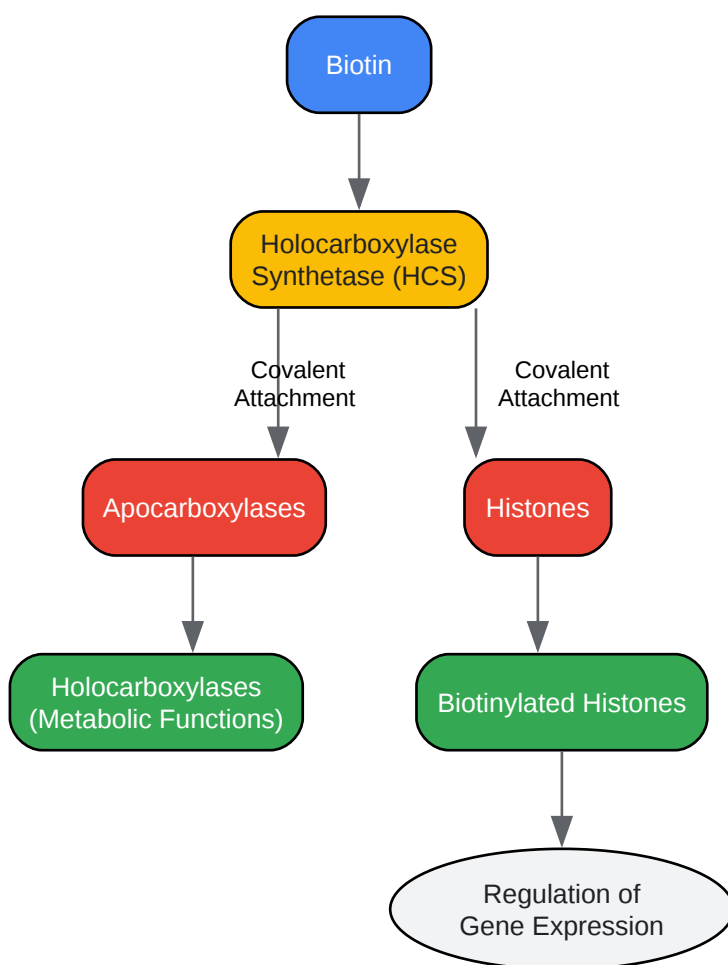 Biotin
Holocarboxylase
Synthetase (HCS)
Covalent
Attachment
Covalent
Attachment
Apocarboxylases
Histones
Holocarboxylases
(Metabolic Functions)
Biotinylated Histones
Regulation of
Gene Expression